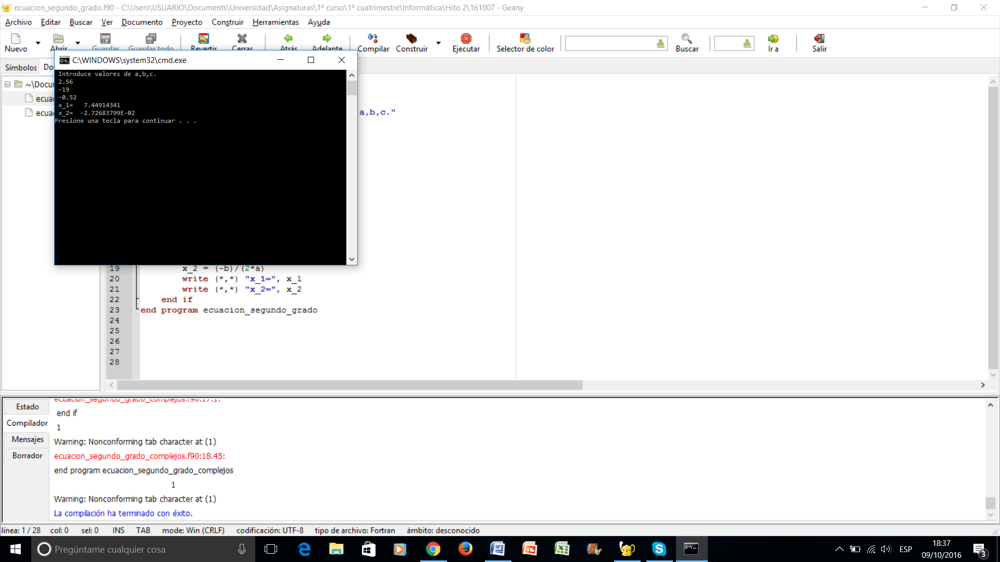 ecuacion_segundo_grado.f90 - C:\Users\USUARIO\Documents\Universidad\Asignaturas\1º curso\1º cuatrimestre\Informática\Hito 2\161007 - Geany
Archivo Editar Buscar Ver Documento Proyecto Construir Herramientas Ayuda
Nuevo Abrir Guardar Guardar todo Revertir Cerrar Atrás Adelante Compilar Construir Ejecutar Selector de color Buscar Ir a Salir
C:\WINDOWS\system32\cmd.exe
Introduce valores de a,b,c.
2.56
-19
-0.52
x_1=   7.44914341
x_2=  -2.72683799E-02
Presione una tecla para continuar . . .
Símbolos Do
~\Docu
ecua
ecua
a,b,c."
19 x_2 = (-b)/(2*a)
20 write (*,*) "x_1=", x_1
21 write (*,*) "x_2=", x_2
22 end if
23 end program ecuacion_segundo_grado
24
25
26
27
28
Estado
Compilador
Mensajes
Borrador
ecuacion_segundo_grado_complejos.f90:17.1:
end if
1
Warning: Nonconforming tab character at (1)
ecuacion_segundo_grado_complejos.f90:18.45:
end program ecuacion_segundo_grado_complejos
1
Warning: Nonconforming tab character at (1)
La compilación ha terminado con éxito.
línea: 1 / 28 col: 0 sel: 0 INS TAB mode: Win (CRLF) codificación: UTF-8 tipo de archivo: Fortran ámbito: desconocido
Pregúntame cualquier cosa
ESP
18:37
09/10/2016
3